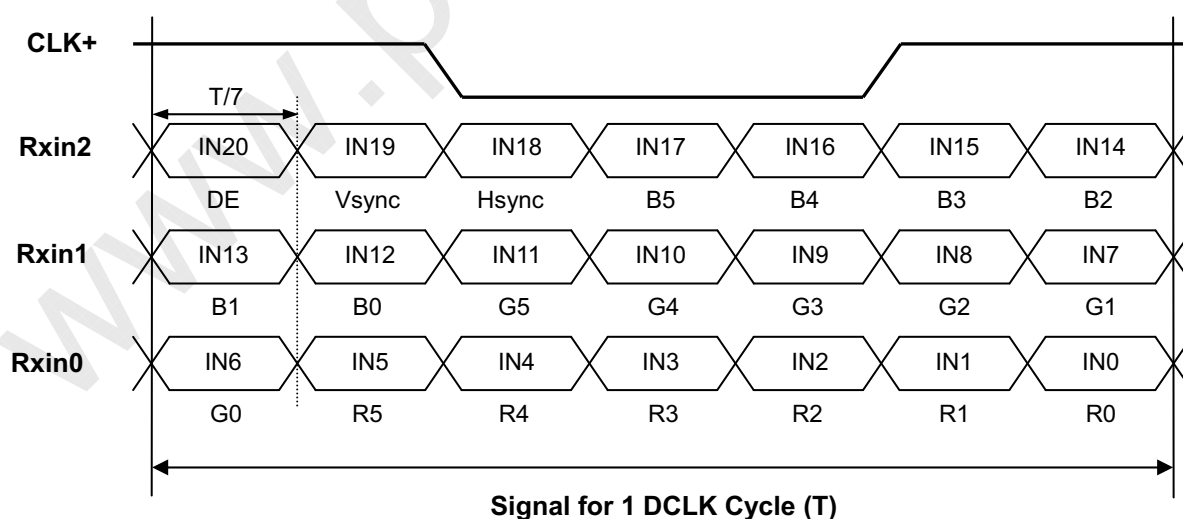 CLK+
T/7
Rxin2 IN20 IN19 IN18 IN17 IN16 IN15 IN14
DE Vsync Hsync B5 B4 B3 B2
Rxin1 IN13 IN12 IN11 IN10 IN9 IN8 IN7
B1 B0 G5 G4 G3 G2 G1
Rxin0 IN6 IN5 IN4 IN3 IN2 IN1 IN0
G0 R5 R4 R3 R2 R1 R0
Signal for 1 DCLK Cycle (T)